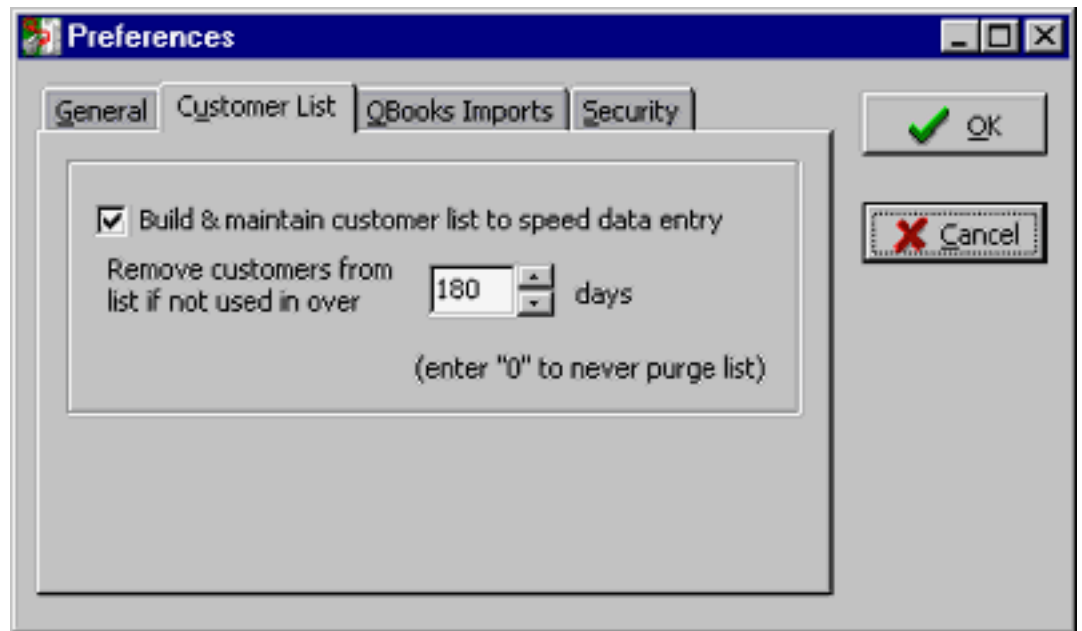 Preferences
General Customer List QBooks Imports Security
OK
Build & maintain customer list to speed data entry
Cancel
Remove customers from
list if not used in over 180 days
(enter "0" to never purge list)